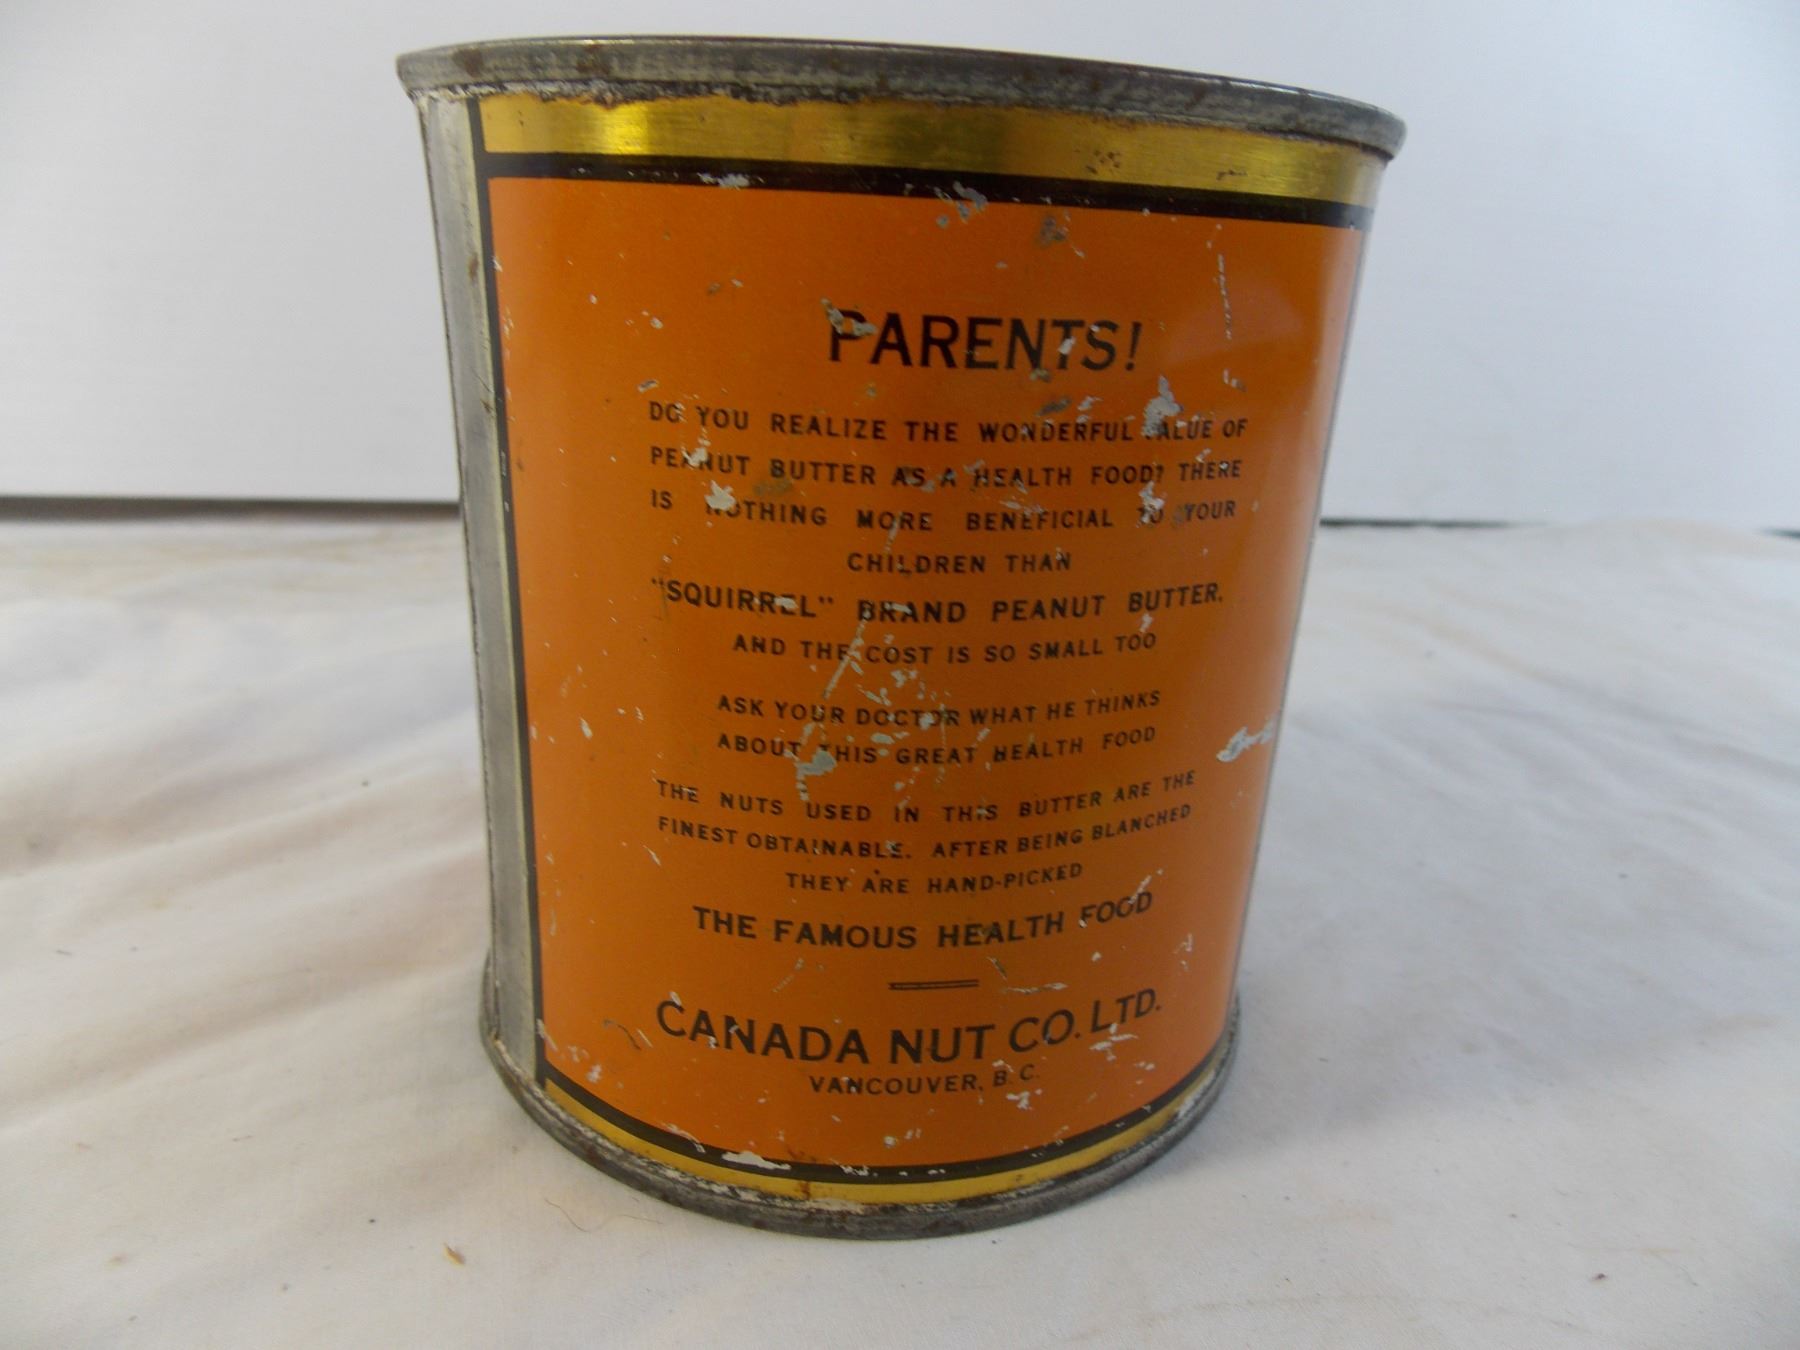 PARENTS!
DO YOU REALIZE THE WONDERFUL VALUE OF
PEANUT BUTTER AS A HEALTH FOOD? THERE
IS NOTHING MORE BENEFICIAL TO YOUR
CHILDREN THAN
"SQUIRREL" BRAND PEANUT BUTTER,
AND THE COST IS SO SMALL TOO
ASK YOUR DOCTOR WHAT HE THINKS
ABOUT THIS GREAT HEALTH FOOD
THE NUTS USED IN THIS BUTTER ARE THE
FINEST OBTAINABLE. AFTER BEING BLANCHED
THEY ARE HAND-PICKED
THE FAMOUS HEALTH FOOD
CANADA NUT CO. LTD.
VANCOUVER, B. C.